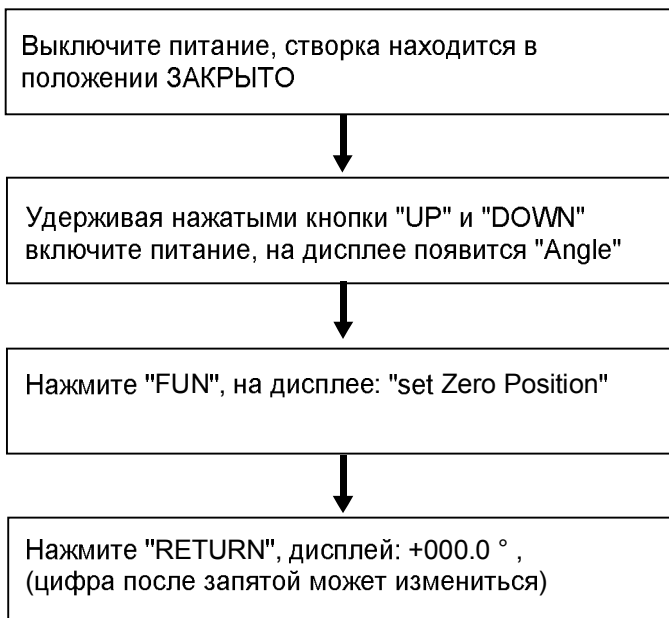 Выключите питание, створка находится в
положении ЗАКРЫТО
Удерживая нажатыми кнопки "UP" и "DOWN"
включите питание, на дисплее появится "Angle"
Нажмите "FUN", на дисплее: "set Zero Position"
Нажмите "RETURN", дисплей: +000.0 ° ,
(цифра после запятой может измениться)